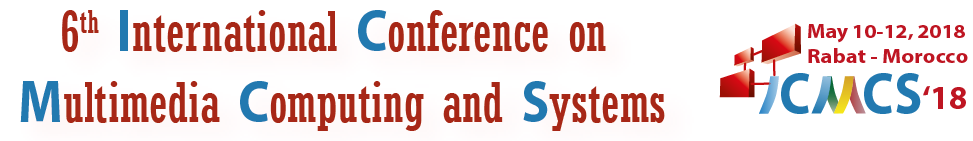 6th International Conference on
Multimedia Computing and Systems
May 10-12, 2018
Rabat - Morocco
ICMCS'18